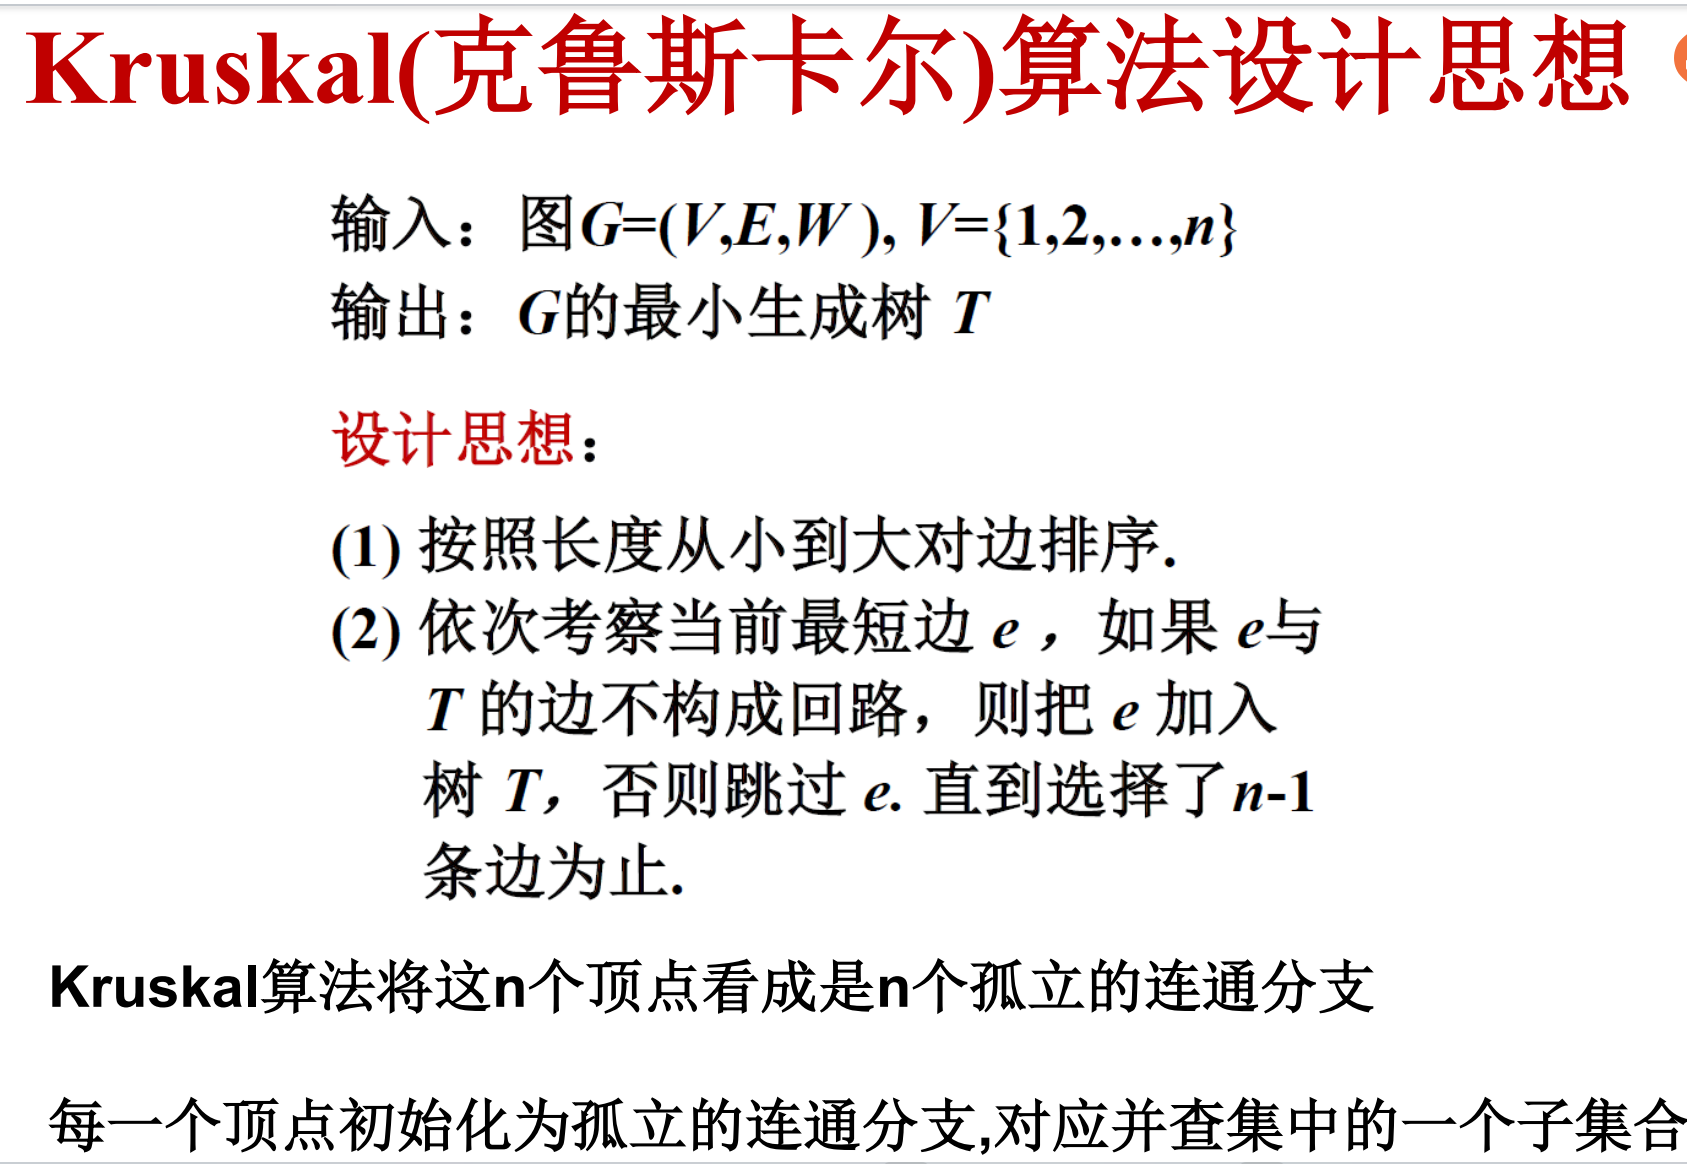 Kruskal(克鲁斯卡尔)算法设计思想
输入：图G=(V,E,W ), V={1,2,…,n}
输出：G的最小生成树 T
设计思想：
(1) 按照长度从小到大对边排序.
(2) 依次考察当前最短边 e ，如果 e与
T 的边不构成回路，则把 e 加入
树 T，否则跳过 e. 直到选择了n-1
条边为止.
Kruskal算法将这n个顶点看成是n个孤立的连通分支
每一个顶点初始化为孤立的连通分支,对应并查集中的一个子集合